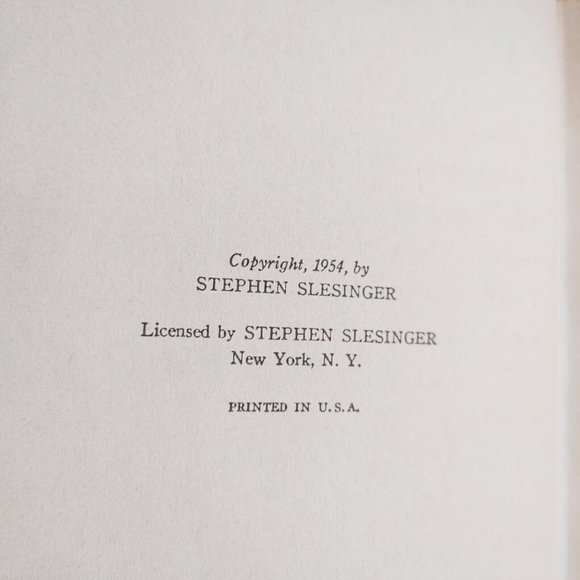 Copyright, 1954, by
STEPHEN SLESINGER
Licensed by STEPHEN SLESINGER
New York, N. Y.
PRINTED IN U. S. A.